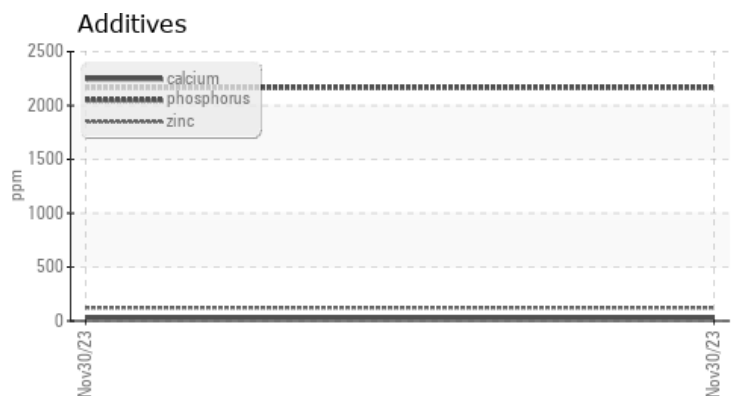 Additives
2500
calcium
phosphorus
2000
zinc
1500
ppm
1000
500
0
Nov30/23
Nov30/23